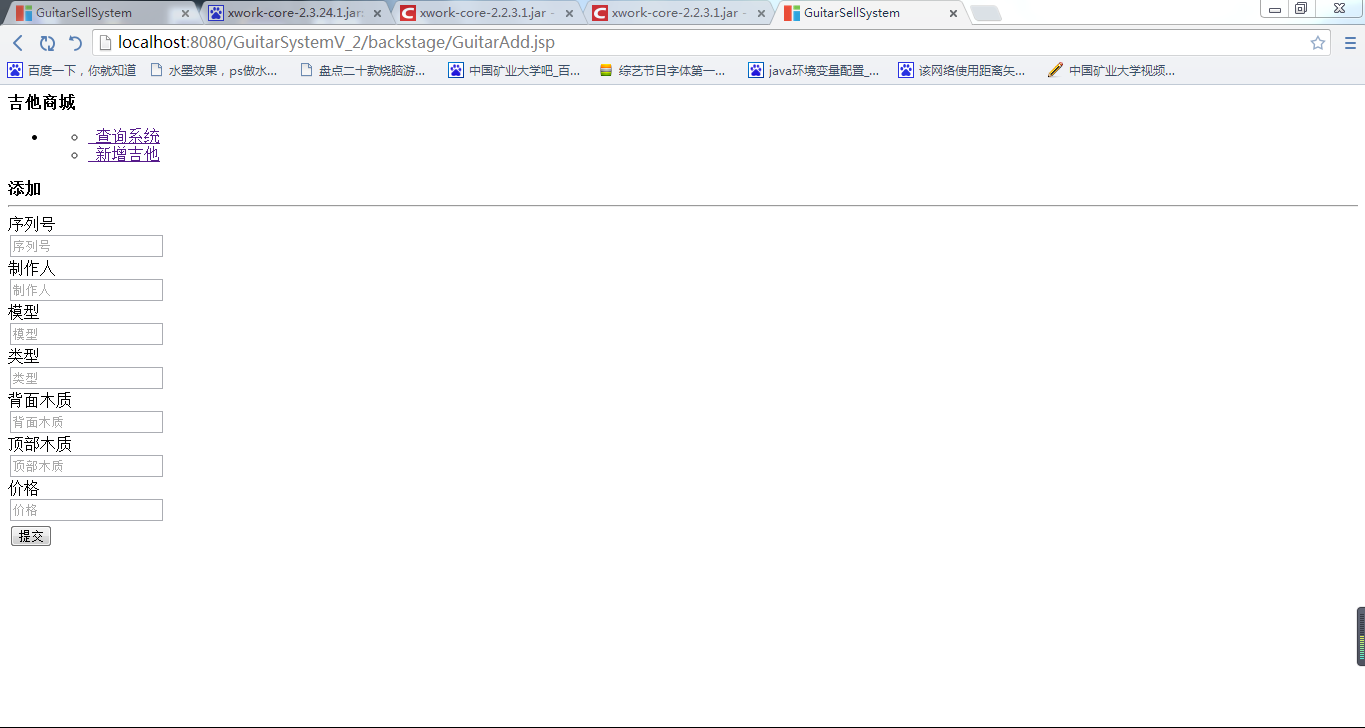 GuitarSellSystem
xwork-core-2.3.24.1.jar
xwork-core-2.2.3.1.jar -
xwork-core-2.2.3.1.jar -
GuitarSellSystem
localhost:8080/GuitarSystemV_2/backstage/GuitarAdd.jsp
百度一下，你就知道
水墨效果，ps做水...
盘点二十款烧脑游...
中国矿业大学吧_百...
综艺节目字体第一...
java环境变量配置_...
该网络使用距离矢...
中国矿业大学视频...
吉他商城
查询系统
新增吉他
添加
序列号
序列号
制作人
制作人
模型
模型
类型
类型
背面木质
背面木质
顶部木质
顶部木质
价格
价格
提交